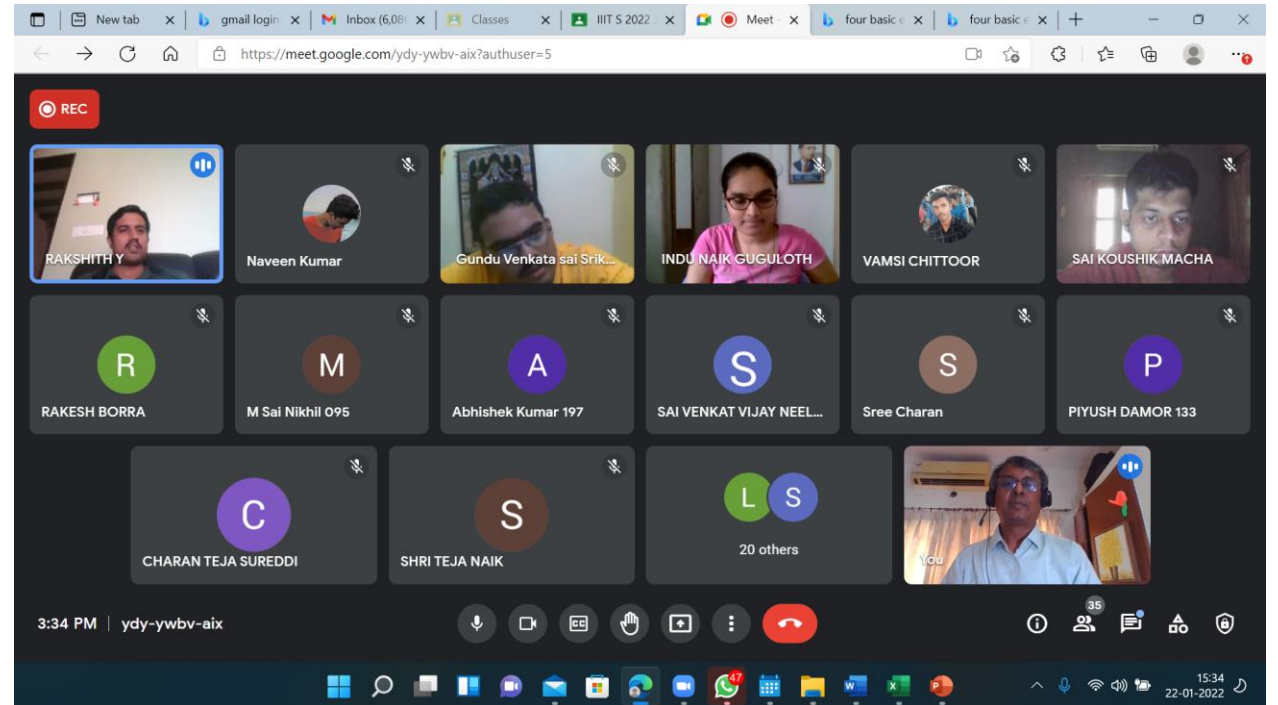 New tab
gmail login
Inbox (6,08
Classes
IIIT S 2022
Meet -
four basic e
four basic e
https://meet.google.com/ydy-ywbv-aix?authuser=5
REC
RAKSHITH Y
Naveen Kumar
Gundu Venkata sai Srik...
INDU NAIK GUGULOTH
VAMSI CHITTOOR
SAI KOUSHIK MACHA
R
M
A
S
S
P
RAKESH BORRA
M Sai Nikhil 095
Abhishek Kumar 197
SAI VENKAT VIJAY NEEL...
Sree Charan
PIYUSH DAMOR 133
C
S
L S
CHARAN TEJA SUREDDI
SHRI TEJA NAIK
20 others
You
3:34 PM | ydy-ywbv-aix
CC
35
47
15:34
22-01-2022